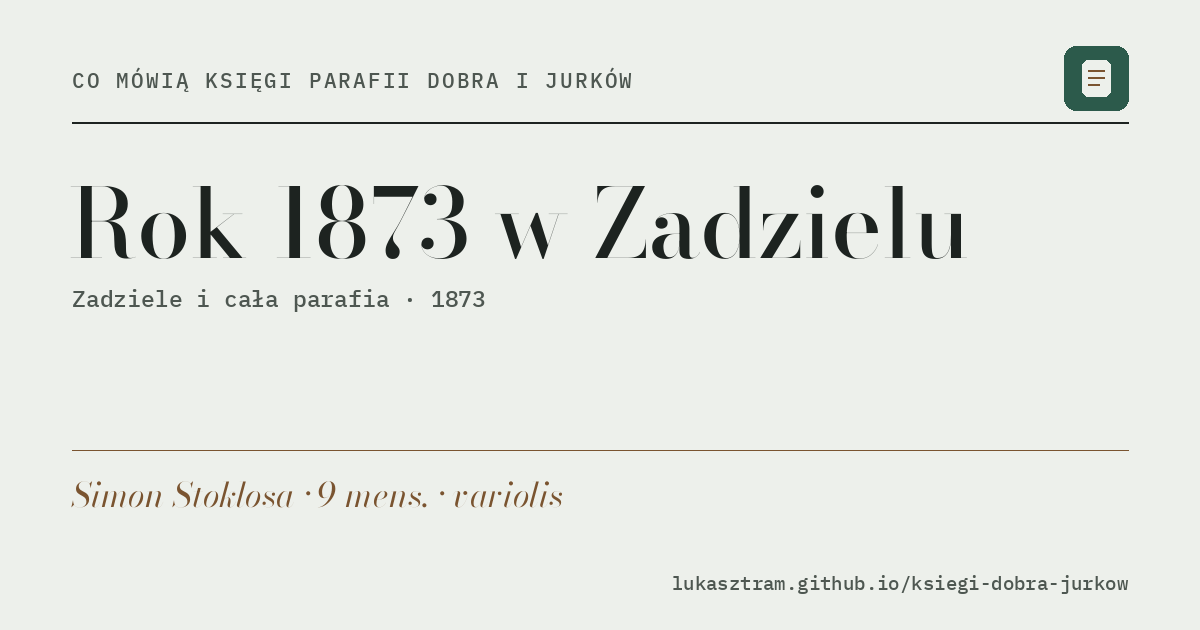 CO MÓWIĄ KSIĘGI PARAFII DOBRA I JURKÓW
Rok 1873 w Zadzielu
Zadziele i cała parafia · 1873
Simon Stoklosa · 9 mens. · variolis
lukasztram.github.io/ksiegi-dobra-jurkow